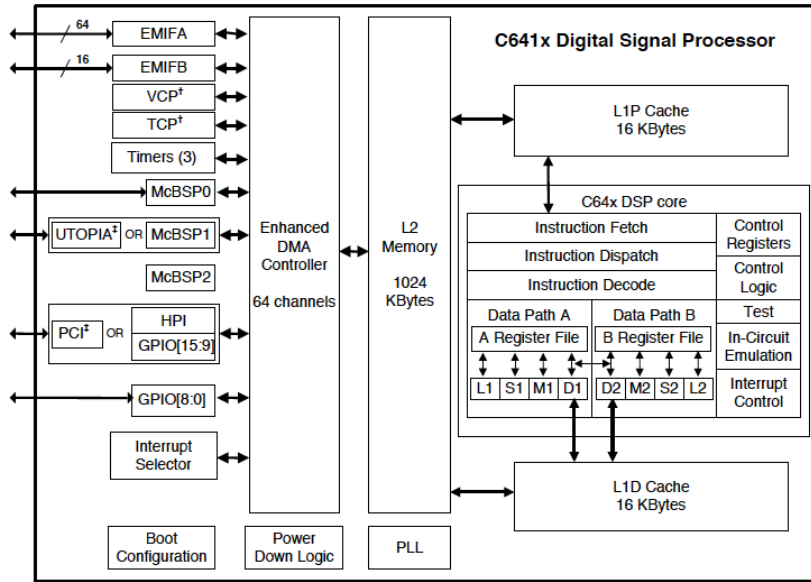 C641x Digital Signal Processor
64
EMIFA
16
EMIFB
VCP†
TCP†
Timers (3)
McBSP0
UTOPIA‡ OR McBSP1
McBSP2
PCI‡ OR
HPI
GPIO[15:9]
GPIO[8:0]
Interrupt
Selector
Boot
Configuration
Enhanced
DMA
Controller
64 channels
Power
Down Logic
L2
Memory
1024
KBytes
PLL
L1P Cache
16 KBytes
C64x DSP core
Instruction Fetch
Instruction Dispatch
Instruction Decode
Control
Registers
Control
Logic
Test
In-Circuit
Emulation
Interrupt
Control
Data Path A
A Register File
L1 S1 M1 D1
Data Path B
B Register File
D2 M2 S2 L2
L1D Cache
16 KBytes